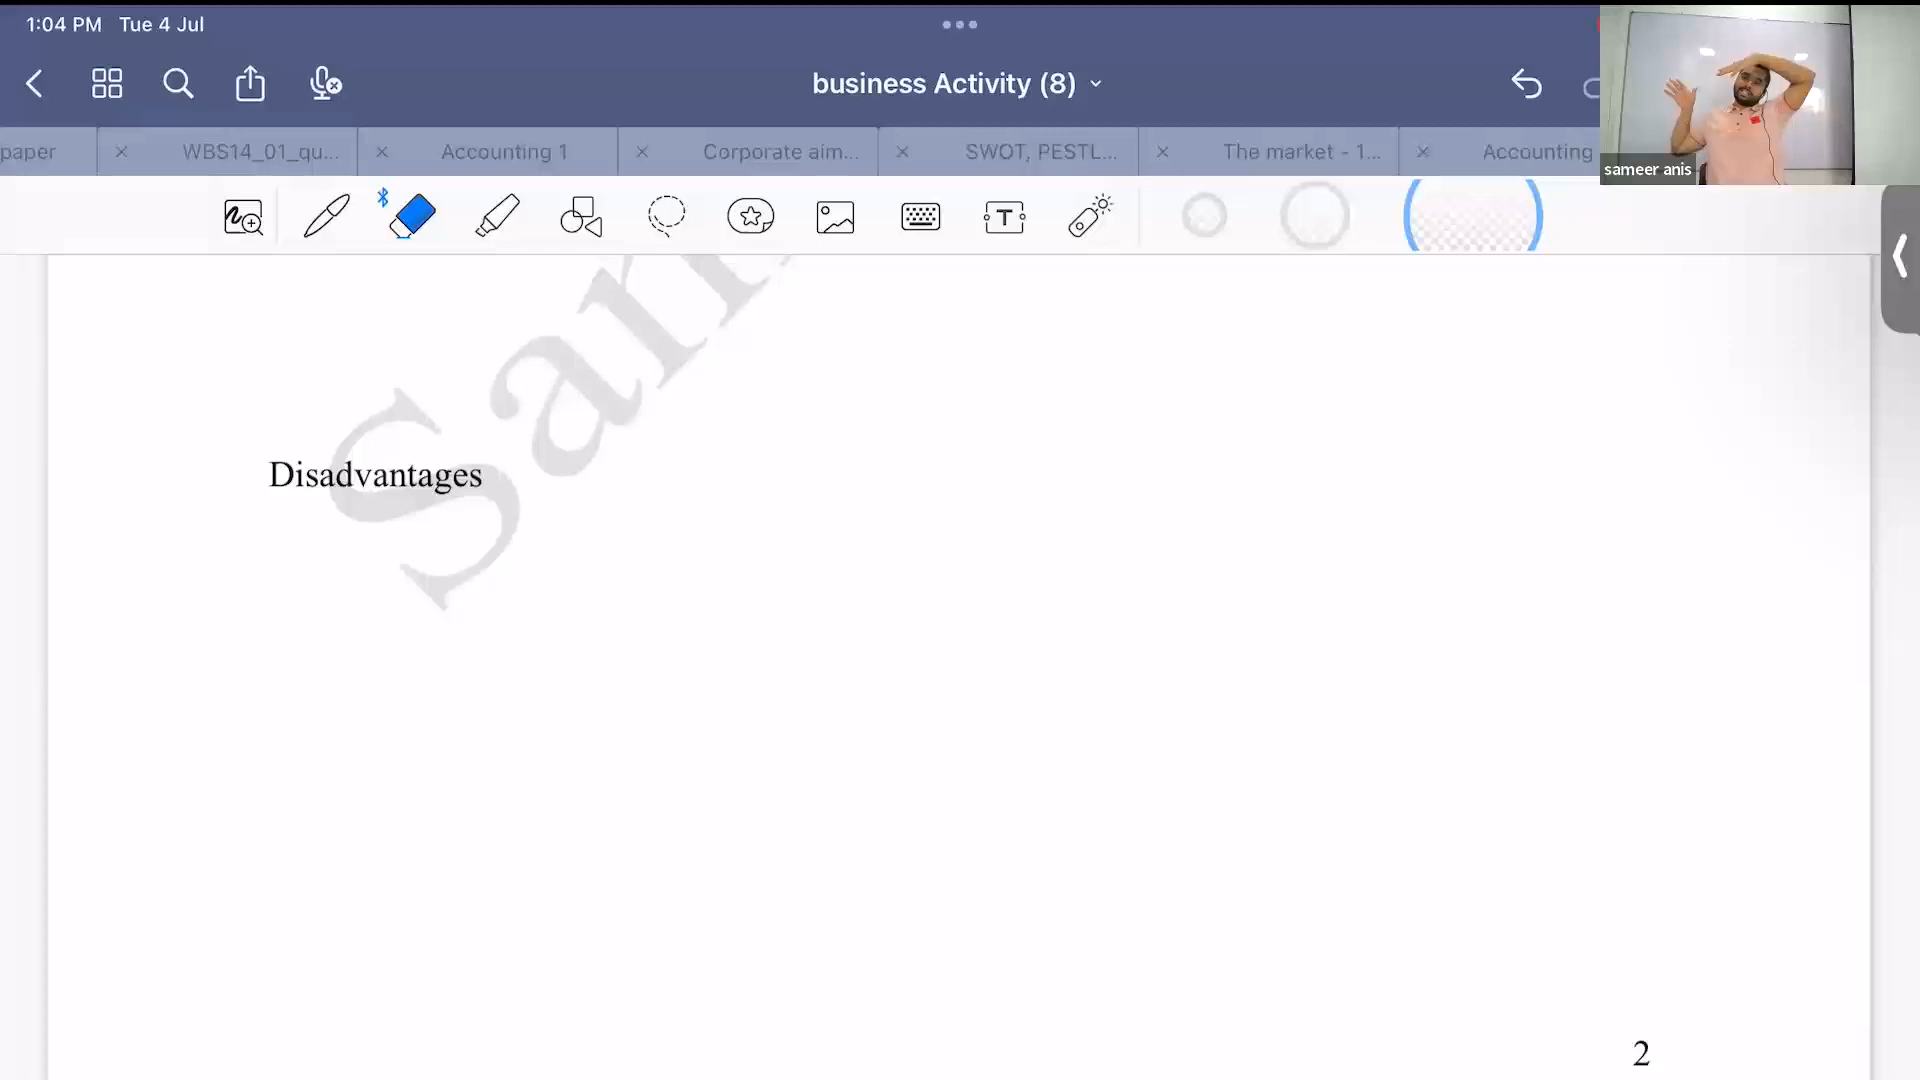 1:04 PM Tue 4 Jul
business Activity (8)
paper
WBS14_01_qu...
Accounting 1
Corporate aim...
SWOT, PESTL...
The market - 1...
Accounting
sameer anis
T
Sam
Disadvantages
2